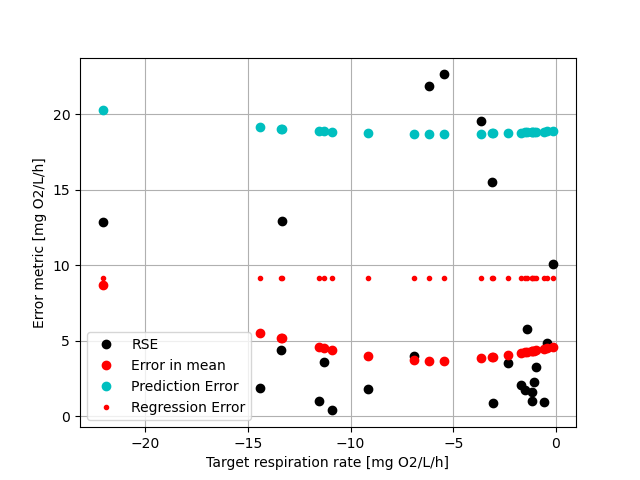 20
15
10
5
0
Error metric [mg O2/L/h]
RSE
Error in mean
Prediction Error
Regression Error
−20
−15
−10
−5
0
Target respiration rate [mg O2/L/h]